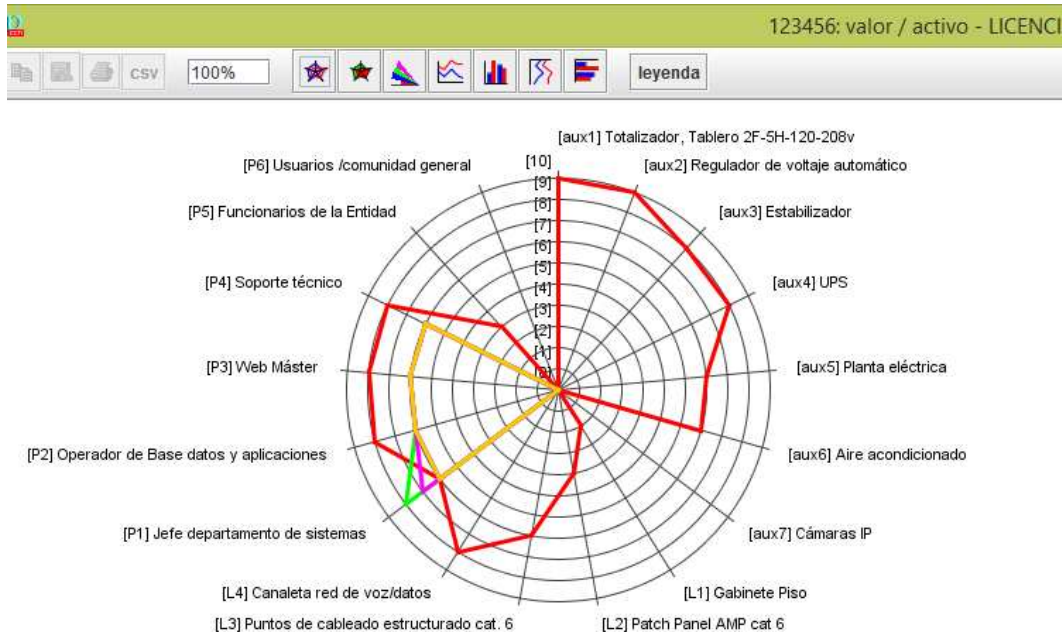 123456: valor / activo - LICENCI
csv
100%
leyenda
[aux1] Totalizador, Tablero 2F-5H-120-208v
[P6] Usuarios /comunidad general
[10]
[aux2] Regulador de voltaje automático
[9]
[P5] Funcionarios de la Entidad
[8]
[aux3] Estabilizador
[7]
[6]
[P4] Soporte técnico
[5]
[aux4] UPS
[4]
[3]
[2]
[P3] Web Máster
[1]
[0]
[aux5] Planta eléctrica
[P2] Operador de Base datos y aplicaciones
[aux6] Aire acondicionado
[P1] Jefe departamento de sistemas
[aux7] Cámaras IP
[L4] Canaleta red de voz/datos
[L1] Gabinete Piso
[L3] Puntos de cableado estructurado cat. 6
[L2] Patch Panel AMP cat 6